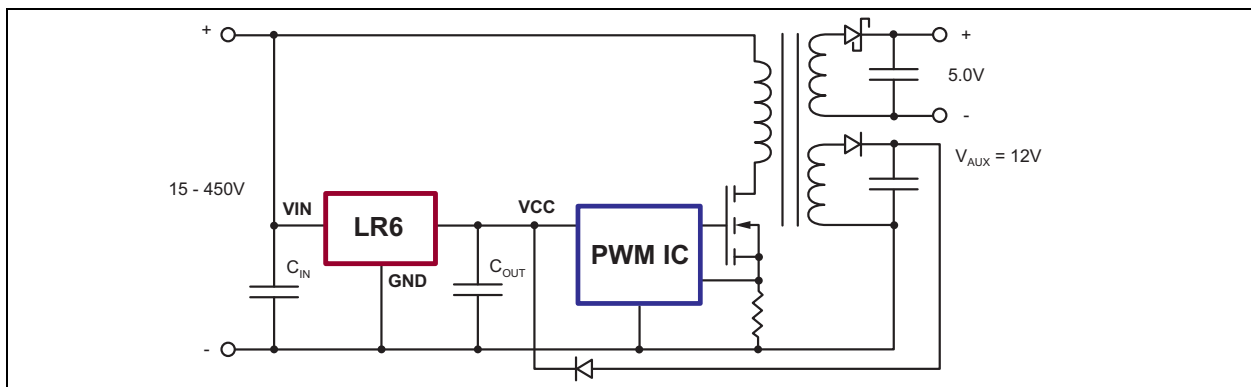 +
+
5.0V
-
V_AUX = 12V
15 - 450V
VIN
LR6
VCC
PWM IC
C_IN
GND
C_OUT
-